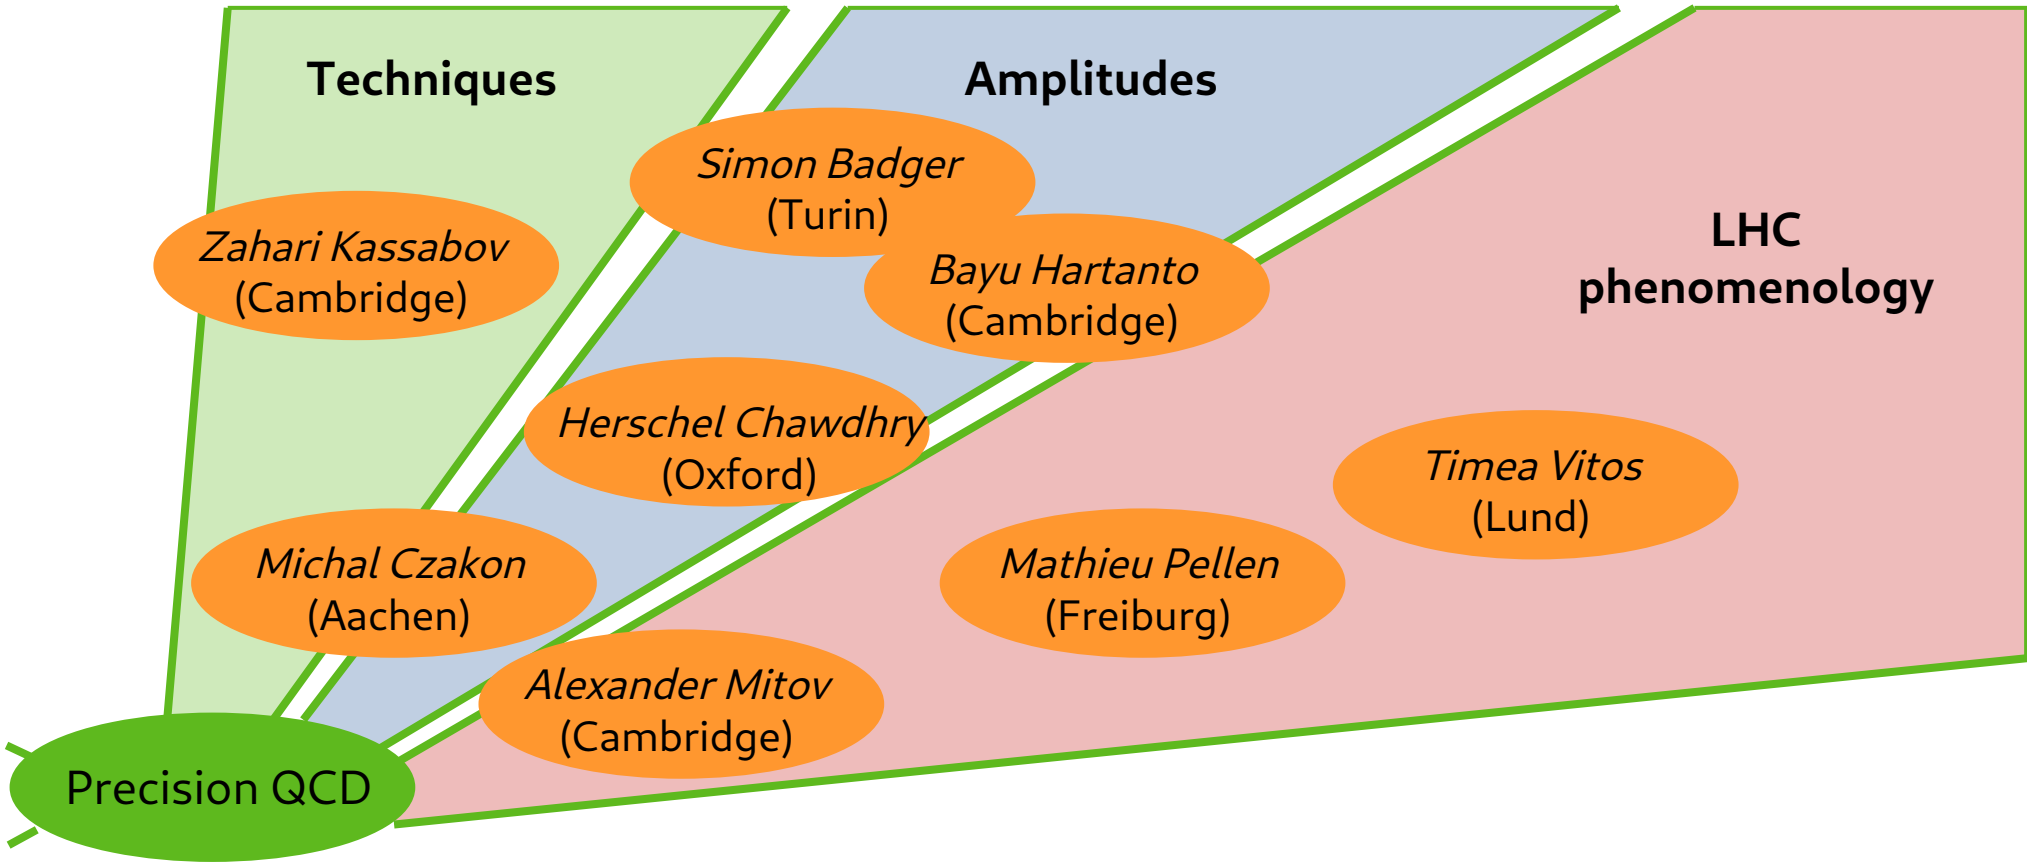 Techniques
Amplitudes
LHC
phenomenology
Simon Badger
(Turin)
Zahari Kassabov
(Cambridge)
Bayu Hartanto
(Cambridge)
Herschel Chawdhry
(Oxford)
Timea Vitos
(Lund)
Michal Czakon
(Aachen)
Mathieu Pellen
(Freiburg)
Alexander Mitov
(Cambridge)
Precision QCD